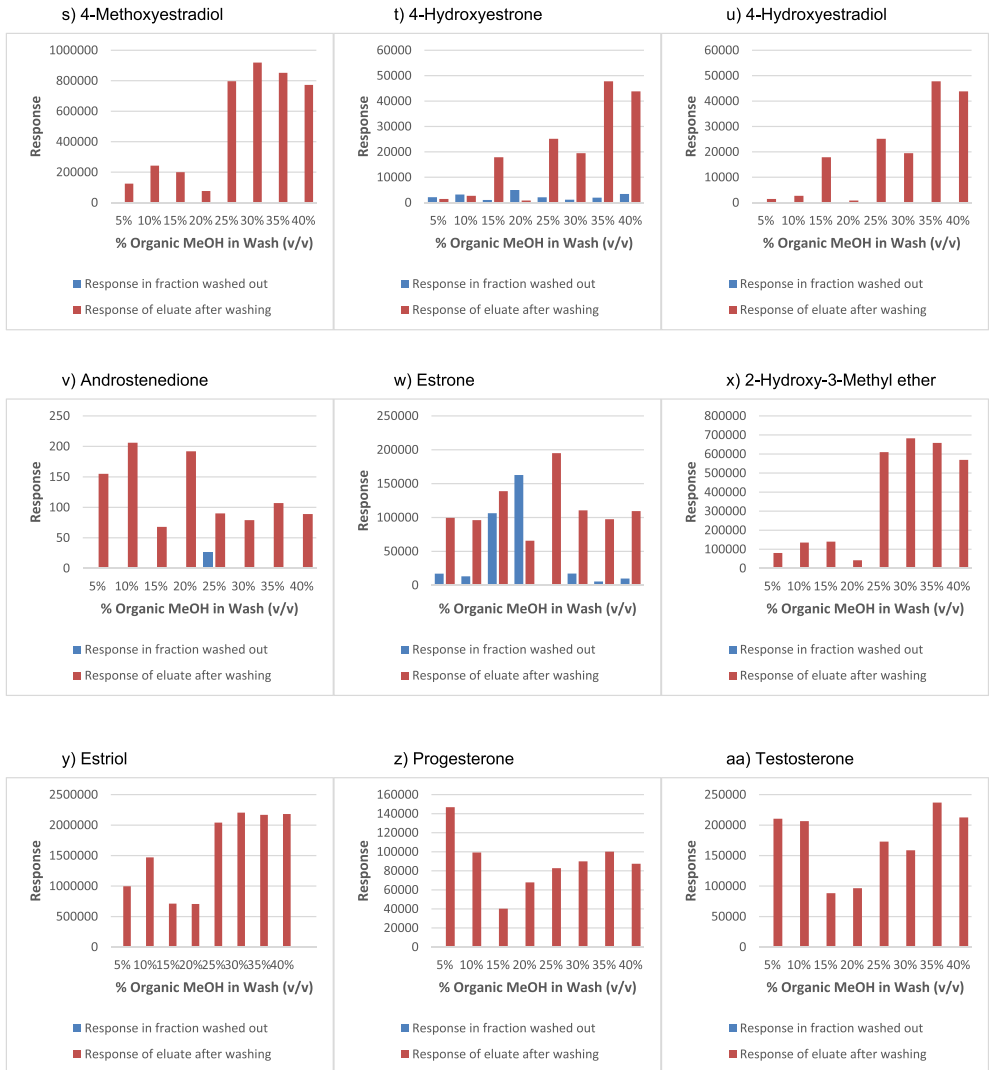 s) 4-Methoxyestradiol
1000000
800000
600000
400000
200000
0
Response
5% 10% 15% 20% 25% 30% 35% 40%
% Organic MeOH in Wash (v/v)
Response in fraction washed out
Response of eluate after washing
t) 4-Hydroxyestrone
60000
50000
40000
30000
20000
10000
0
Response
5% 10% 15% 20% 25% 30% 35% 40%
% Organic MeOH in Wash (v/v)
Response in fraction washed out
Response of eluate after washing
u) 4-Hydroxyestradiol
60000
50000
40000
30000
20000
10000
0
Response
5% 10% 15% 20% 25% 30% 35% 40%
% Organic MeOH in Wash (v/v)
Response in fraction washed out
Response of eluate after washing
v) Androstenedione
250
200
150
100
50
0
Response
5% 10% 15% 20% 25% 30% 35% 40%
% Organic MeOH in Wash (v/v)
Response in fraction washed out
Response of eluate after washing
w) Estrone
250000
200000
150000
100000
50000
0
Response
5% 10% 15% 20% 25% 30% 35% 40%
% Organic MeOH in Wash (v/v)
Response in fraction washed out
Response of eluate after washing
x) 2-Hydroxy-3-Methyl ether
800000
700000
600000
500000
400000
300000
200000
100000
0
Response
5% 10% 15% 20% 25% 30% 35% 40%
% Organic MeOH in Wash (v/v)
Response in fraction washed out
Response of eluate after washing
y) Estriol
2500000
2000000
1500000
1000000
500000
0
Response
5% 10%15%20%25%30%35%40%
% Organic MeOH in Wash (v/v)
Response in fraction washed out
Response of eluate after washing
z) Progesterone
160000
140000
120000
100000
80000
60000
40000
20000
0
Response
5% 10% 15% 20% 25% 30% 35% 40%
% Organic MeOH in Wash (v/v)
Response in fraction washed out
Response of eluate after washing
aa) Testosterone
250000
200000
150000
100000
50000
0
Response
5% 10% 15% 20% 25% 30% 35% 40%
% Organic MeOH in Wash (v/v)
Response in fraction washed out
Response of eluate after washing